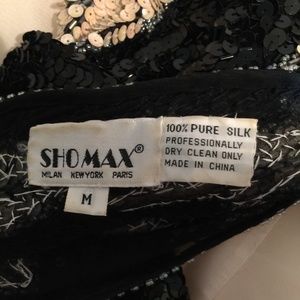 SHOMAX®
MILAN NEWYORK PARIS
M
100% PURE SILK
PROFESSIONALLY
DRY CLEAN ONLY
MADE IN CHINA